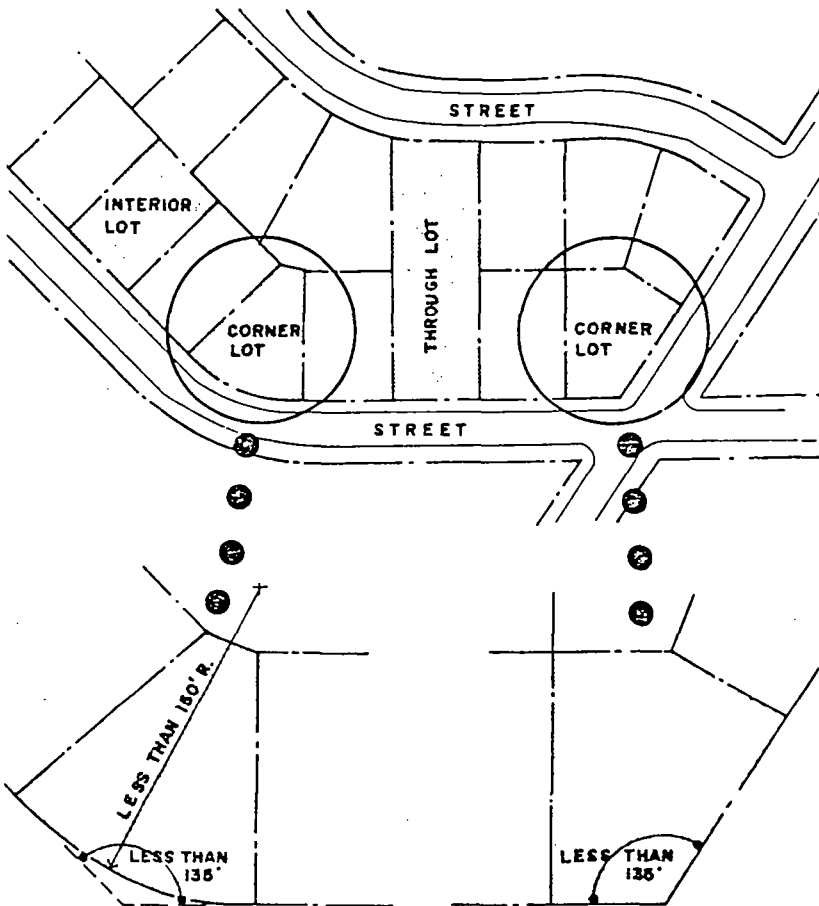 STREET
INTERIOR
LOT
THROUGH LOT
CORNER
LOT
CORNER
LOT
STREET
LESS THAN 150' R.
LESS THAN
135°
LESS THAN
135°